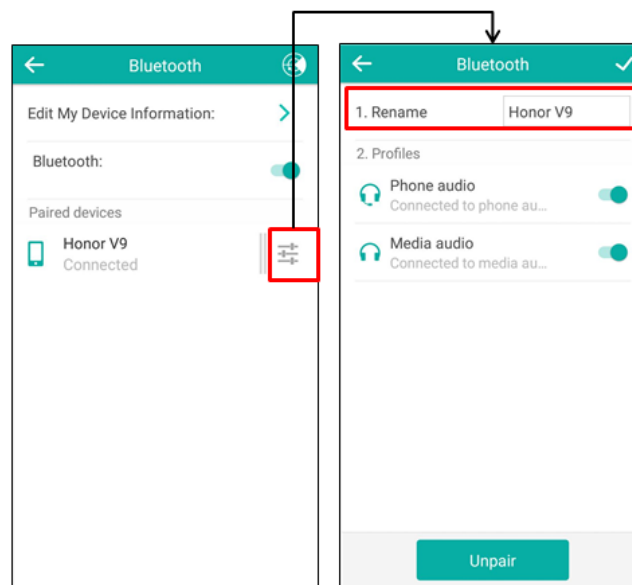 Bluetooth
Edit My Device Information:
Bluetooth:
Paired devices
Honor V9
Connected
Bluetooth
1. Rename Honor V9
2. Profiles
Phone audio
Connected to phone au...
Media audio
Connected to media au...
Unpair